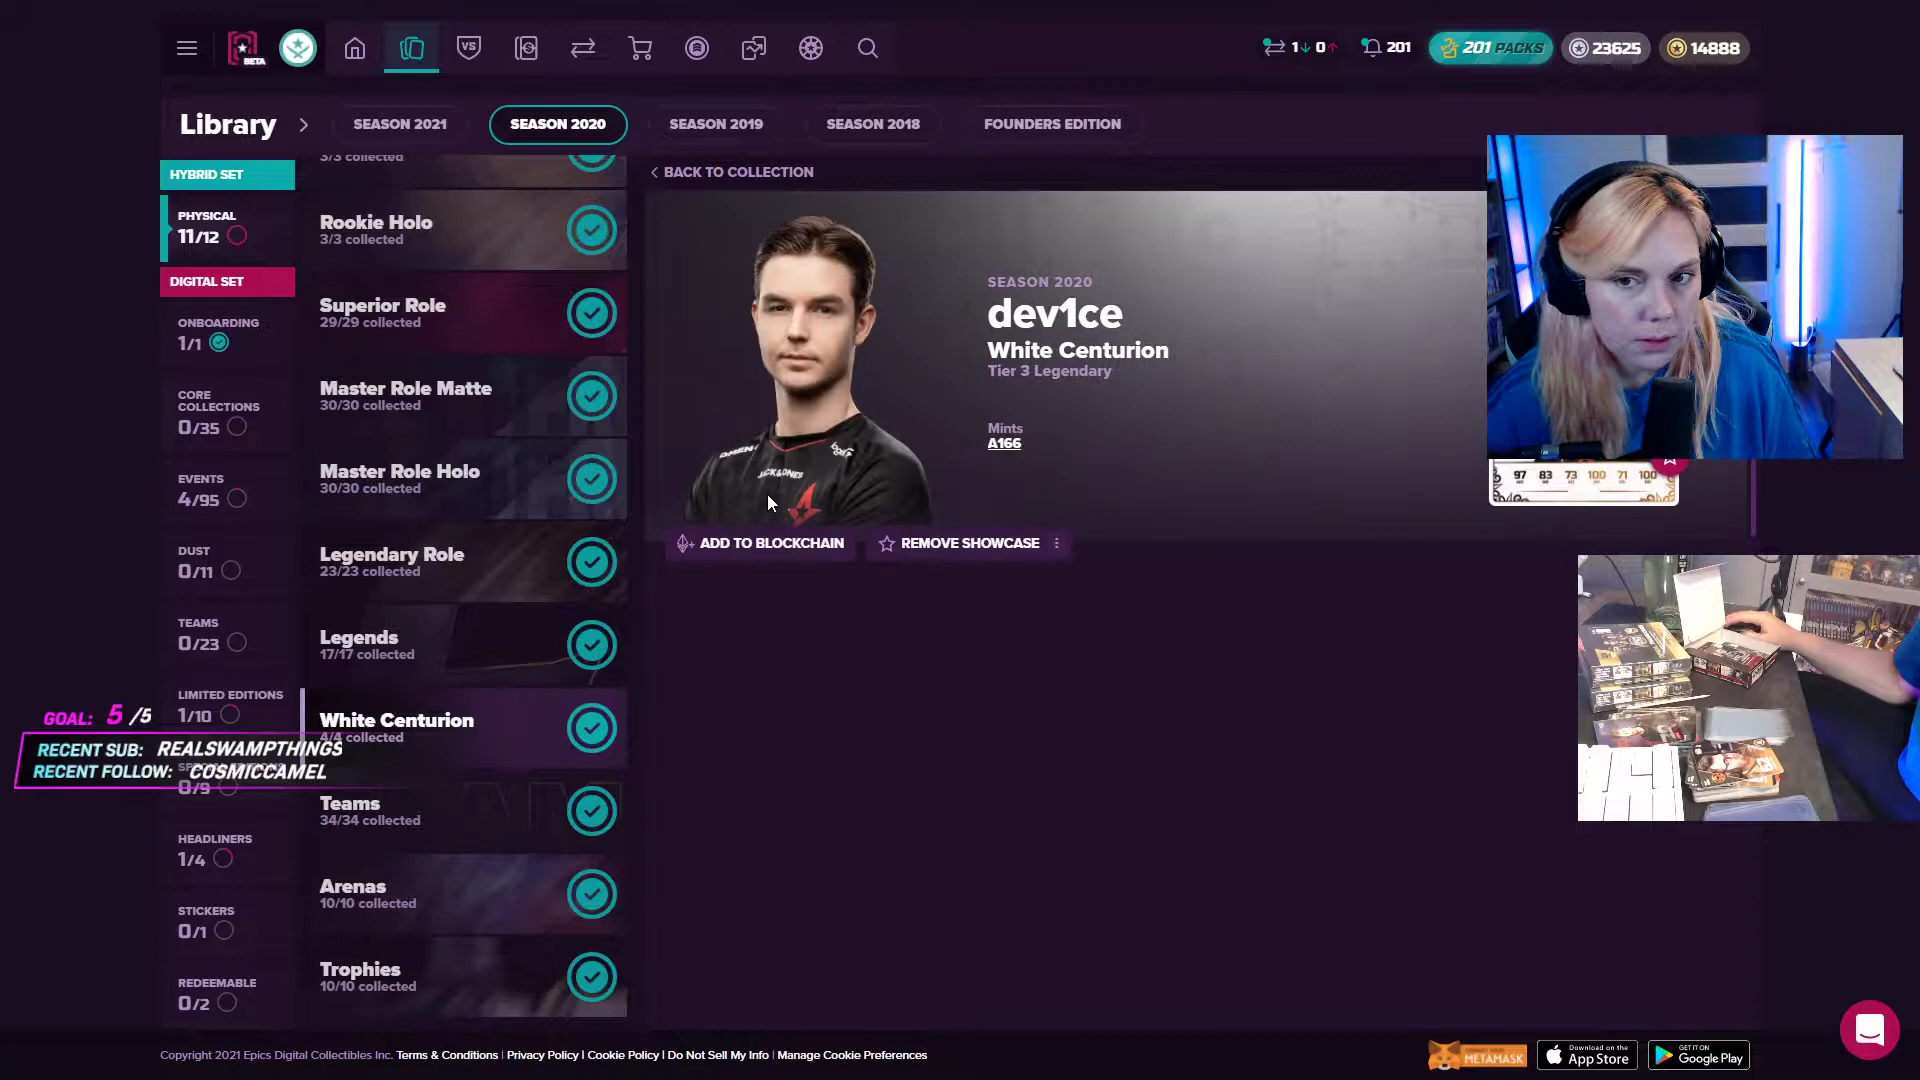 BETA
VS
1 0
201
201 PACKS
23625
14888
Library
SEASON 2021
SEASON 2020
SEASON 2019
SEASON 2018
FOUNDERS EDITION
HYBRID SET
PHYSICAL
11/12
DIGITAL SET
ONBOARDING
1/1
CORE
COLLECTIONS
0/35
EVENTS
4/95
DUST
0/11
TEAMS
0/23
LIMITED EDITIONS
1/10
0/9
HEADLINERS
1/4
STICKERS
0/1
REDEEMABLE
0/2
GOAL: 5 /5
RECENT SUB: REALSWAMPTHINGS
RECENT FOLLOW: COSMICCAMEL
3/3 collected
Rookie Holo
3/3 collected
Superior Role
29/29 collected
Master Role Matte
30/30 collected
Master Role Holo
30/30 collected
Legendary Role
23/23 collected
Legends
17/17 collected
White Centurion
4/4 collected
Teams
34/34 collected
Arenas
10/10 collected
Trophies
10/10 collected
BACK TO COLLECTION
SEASON 2020
dev1ce
White Centurion
Tier 3 Legendary
Mints
A166
OMEN
JACK&JONES
97 83 73 100 71 100
ADD TO BLOCKCHAIN
REMOVE SHOWCASE
Copyright 2021 Epics Digital Collectibles Inc. Terms & Conditions | Privacy Policy | Cookie Policy | Do Not Sell My Info | Manage Cookie Preferences
METAMASK
Download on the
App Store
GET IT ON
Google Play